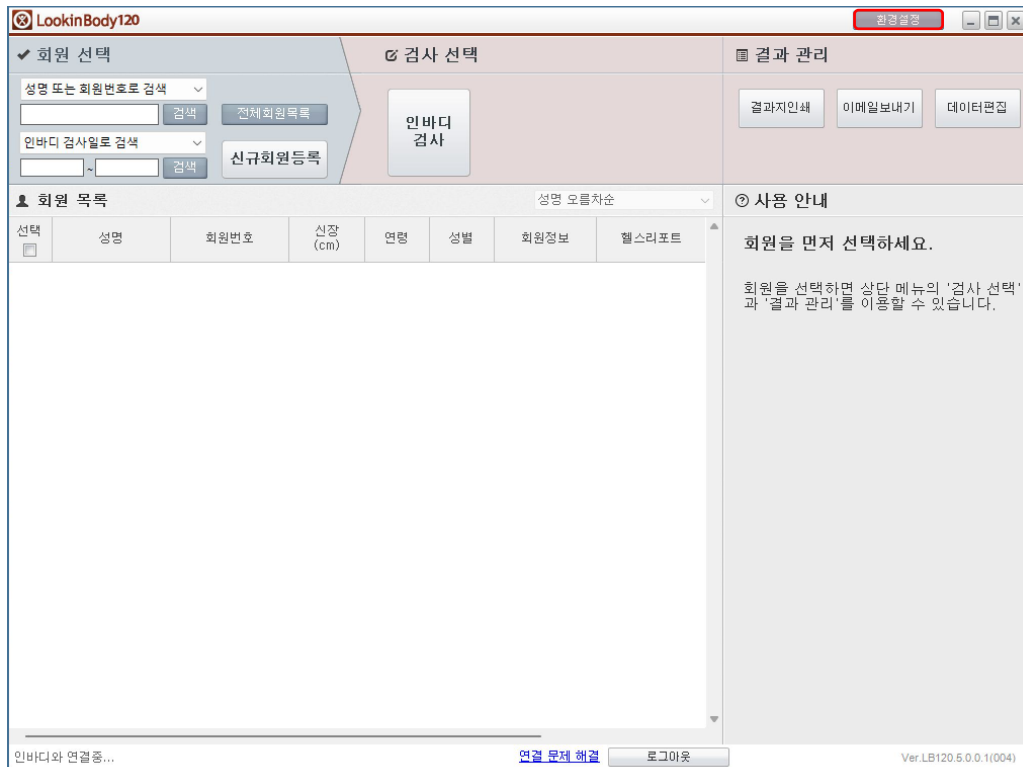 LookinBody120
환경설정
회원 선택
검사 선택
결과 관리
성명 또는 회원번호로 검색
검색
전체회원목록
인바디 검사일로 검색
~
검색
신규회원등록
인바디
검사
결과지인쇄
이메일보내기
데이터편집
회원 목록
성명 오름차순
사용 안내
선택
성명
회원번호
신장
(cm)
연령
성별
회원정보
헬스리포트
회원을 먼저 선택하세요.
회원을 선택하면 상단 메뉴의 '검사 선택'
과 '결과 관리'를 이용할 수 있습니다.
인바디와 연결중...
연결 문제 해결
로그아웃
Ver.LB120.5.0.0.1(004)